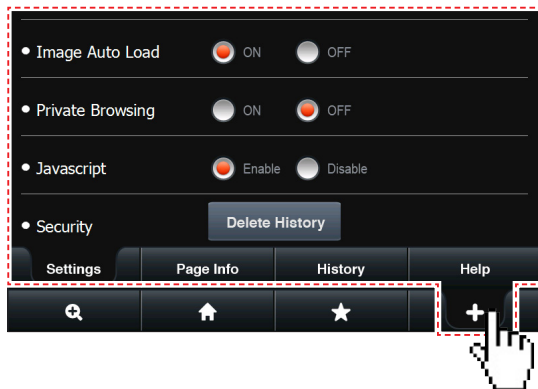 Image Auto Load ON OFF
Private Browsing ON OFF
Javascript Enable Disable
Security Delete History
Settings Page Info History Help